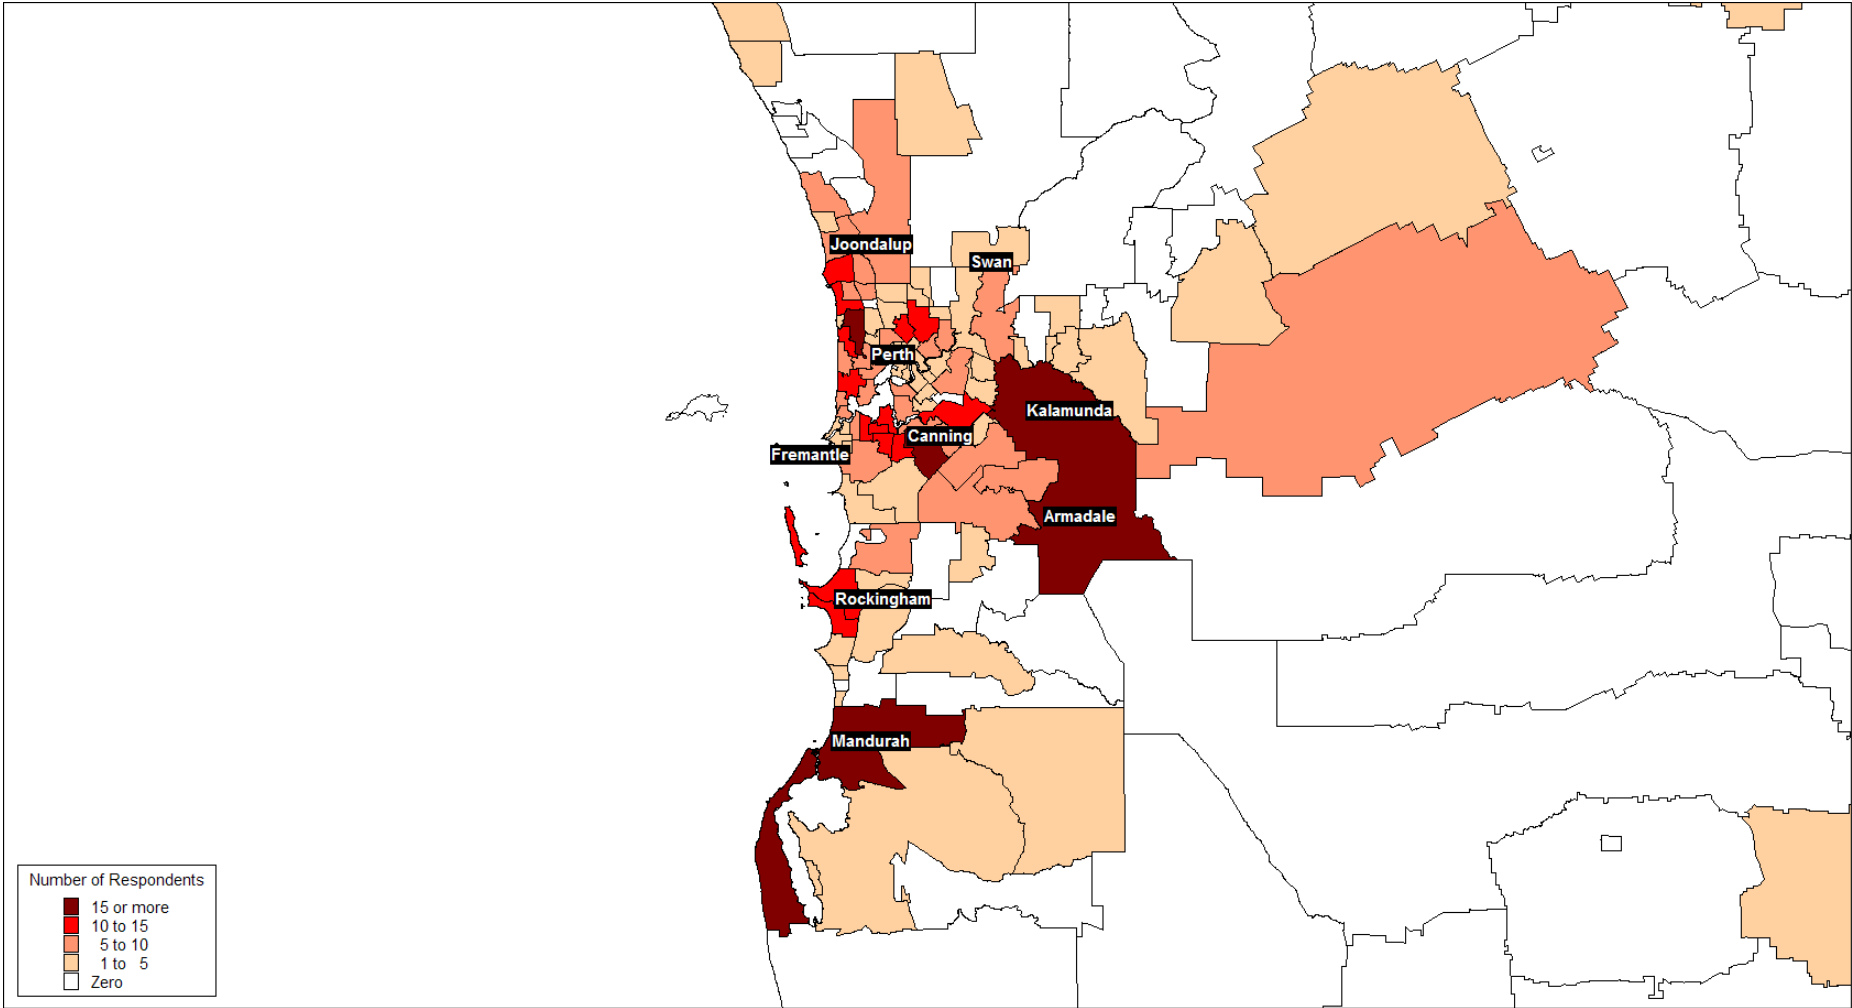 Joondalup
Swan
Perth
Kalamunda
Canning
Fremantle
Armadale
Rockingham
Mandurah
Number of Respondents
15 or more
10 to 15
5 to 10
1 to 5
Zero